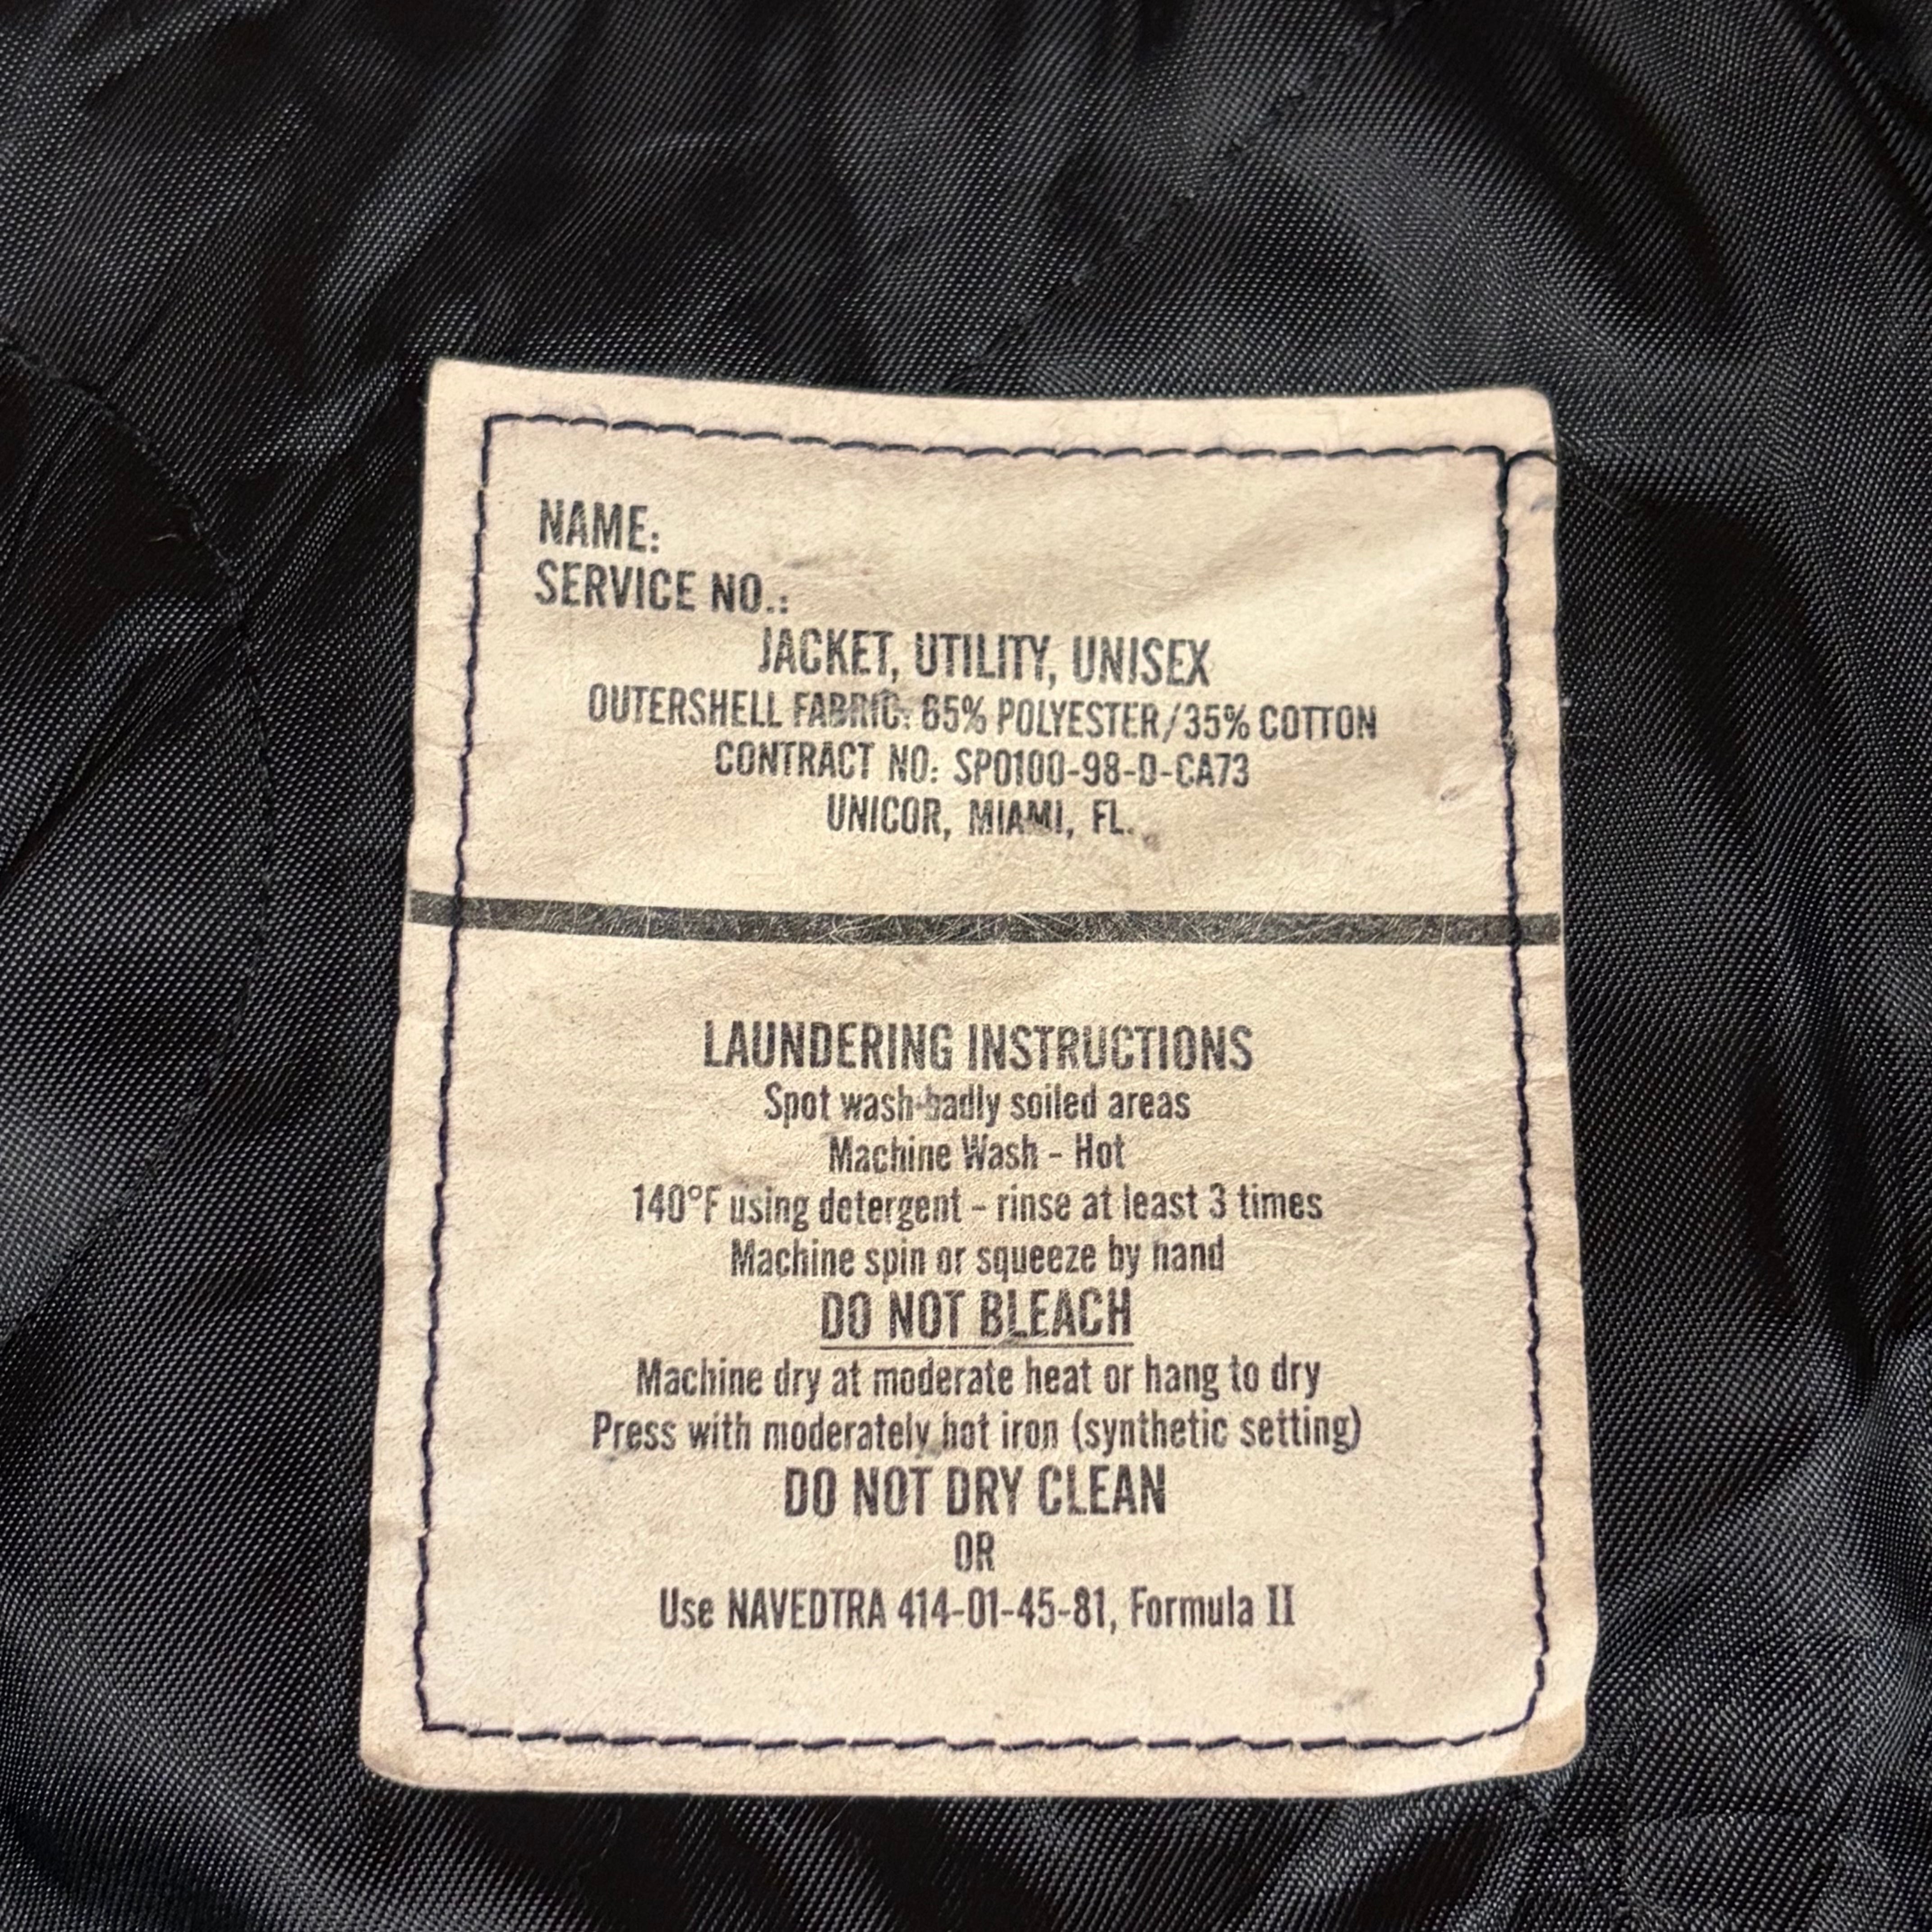 NAME:
SERVICE NO.:
JACKET, UTILITY, UNISEX
OUTERSHELL FABRIC: 65% POLYESTER/35% COTTON
CONTRACT NO: SP0100-98-D-CA73
UNICOR, MIAMI, FL.
LAUNDERING INSTRUCTIONS
Spot wash-badly soiled areas
Machine Wash - Hot
140°F using detergent - rinse at least 3 times
Machine spin or squeeze by hand
DO NOT BLEACH
Machine dry at moderate heat or hang to dry
Press with moderately hot iron (synthetic setting)
DO NOT DRY CLEAN
OR
Use NAVEDTRA 414-01-45-81, Formula II